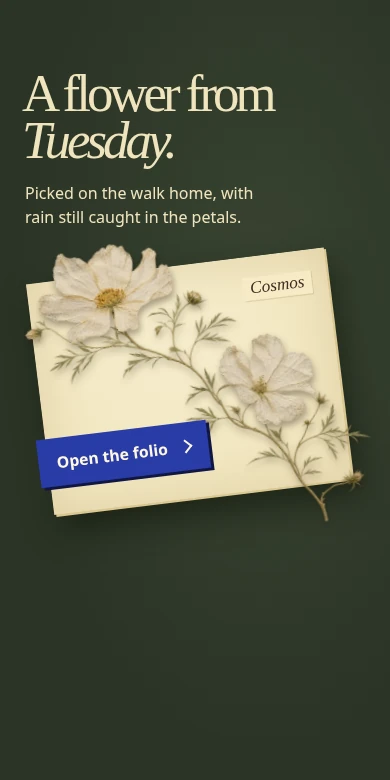 A flower from
Tuesday.
Picked on the walk home, with
rain still caught in the petals.
Cosmos
Open the folio